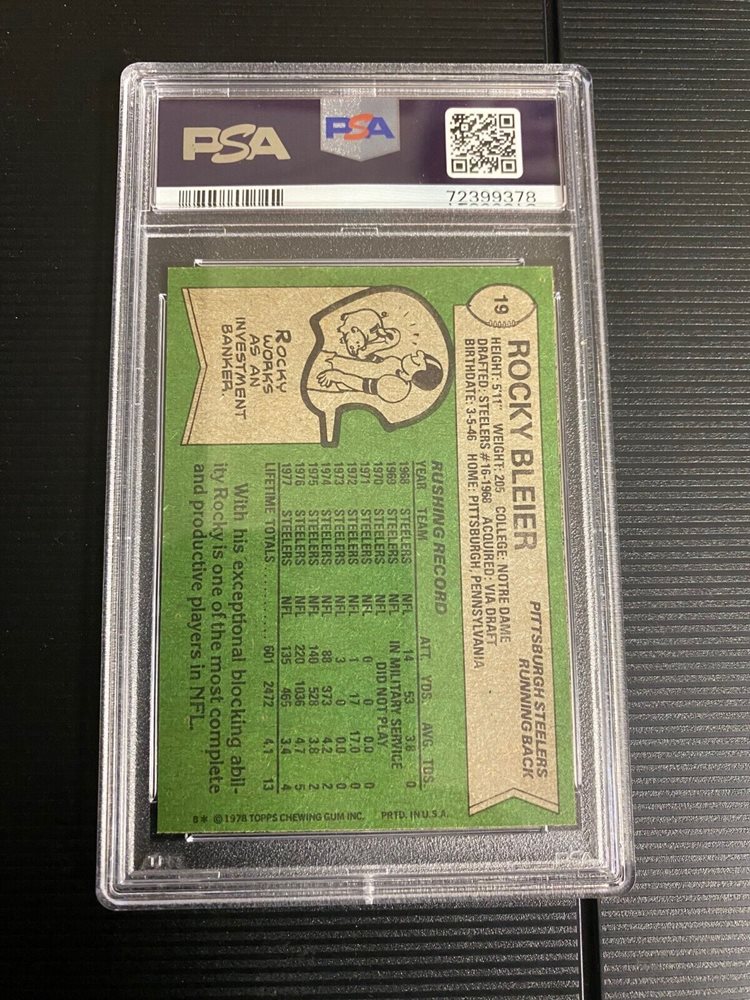 PSA
PSA
72399378
19
ROCKY BLEIER
PITTSBURGH STEELERS
RUNNING BACK
HEIGHT: 5'11" WEIGHT: 205 COLLEGE: NOTRE DAME
DRAFTED: STEELERS #16-1968 ACQUIRED: VIA DRAFT
BIRTHDATE: 3-5-46 HOME: PITTSBURGH, PENNSYLVANIA
ROCKY
WORKS
AS AN
INVESTMENT
BANKER.
RUSHING RECORD
YEAR TEAM ATT. YDS. AVG. TDS.
1968 STEELERS NFL 14 53 3.8 0
1969 STEELERS IN MILITARY SERVICE
1970 STEELERS NFL DID NOT PLAY
1971 STEELERS NFL 0 0 0.0 0
1972 STEELERS NFL 1 17 17.0 0
1973 STEELERS NFL 3 0 0.0 0
1974 STEELERS NFL 88 373 4.2 2
1975 STEELERS NFL 140 528 3.8 2
1976 STEELERS NFL 220 1036 4.7 5
1977 STEELERS NFL 135 465 3.4 4
LIFETIME TOTALS ............ 601 2472 4.1 13
With his exceptional blocking abil-
ity Rocky is one of the most complete
and productive players in NFL.
B* © 1978 TOPPS CHEWING GUM INC. PRTD. IN U.S.A.